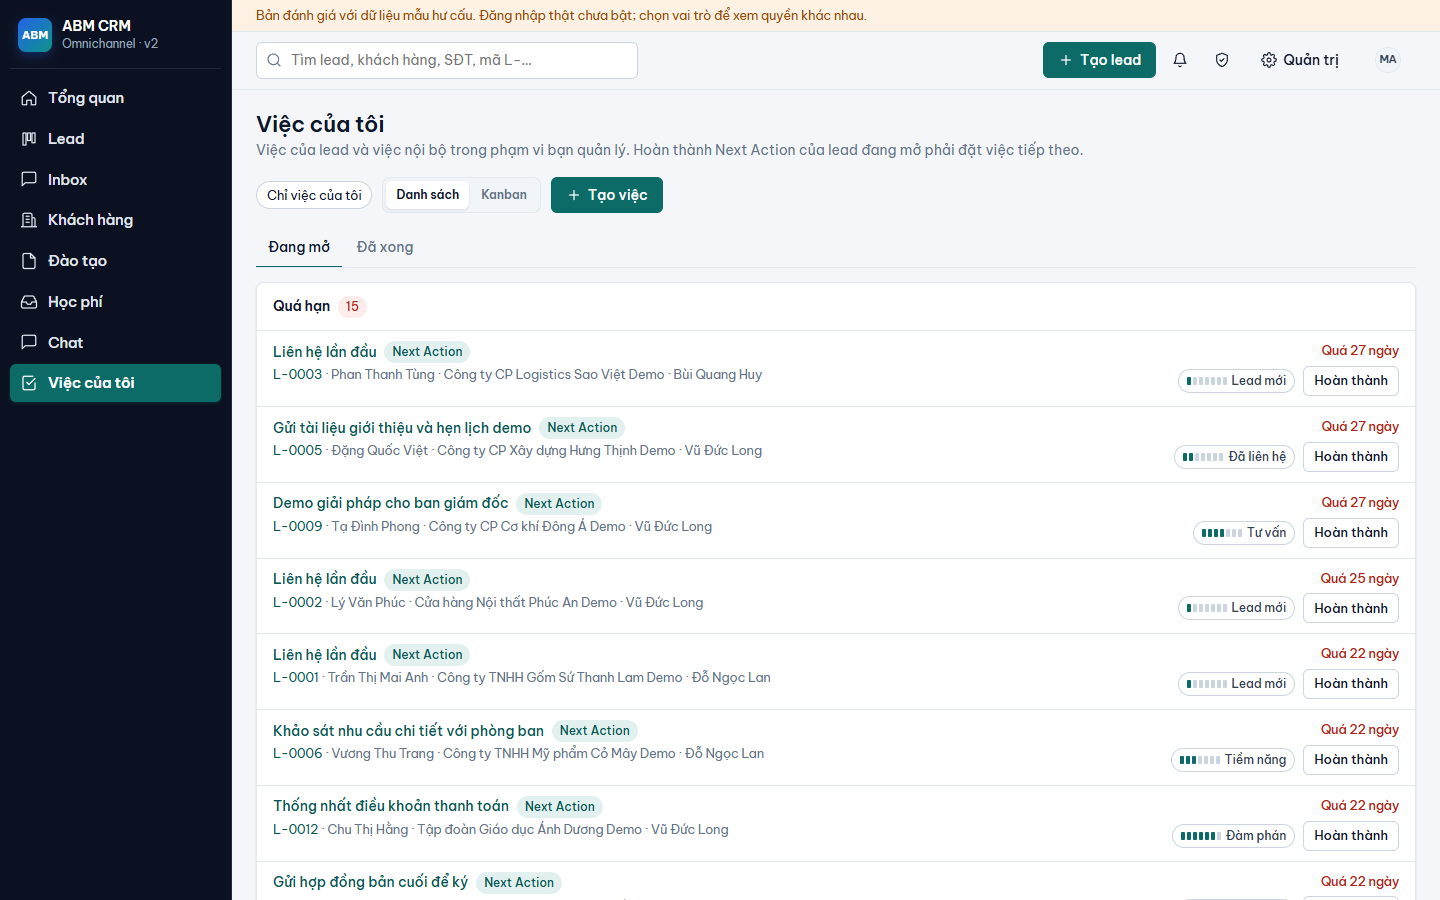 ABM
ABM CRM
Omnichannel · v2
Tổng quan
Lead
Inbox
Khách hàng
Đào tạo
Học phí
Chat
Việc của tôi
Bản đánh giá với dữ liệu mẫu hư cấu. Đăng nhập thật chưa bật; chọn vai trò để xem quyền khác nhau.
Tìm lead, khách hàng, SĐT, mã L-...
Tạo lead
Quản trị
MA
Việc của tôi
Việc của lead và việc nội bộ trong phạm vi bạn quản lý. Hoàn thành Next Action của lead đang mở phải đặt việc tiếp theo.
Chỉ việc của tôi
Danh sách
Kanban
Tạo việc
Đang mở
Đã xong
Quá hạn 15
Liên hệ lần đầu Next Action
Quá 27 ngày
L-0003 · Phan Thanh Tùng · Công ty CP Logistics Sao Việt Demo · Bùi Quang Huy
Lead mới
Hoàn thành
Gửi tài liệu giới thiệu và hẹn lịch demo Next Action
Quá 27 ngày
L-0005 · Đặng Quốc Việt · Công ty CP Xây dựng Hưng Thịnh Demo · Vũ Đức Long
Đã liên hệ
Hoàn thành
Demo giải pháp cho ban giám đốc Next Action
Quá 27 ngày
L-0009 · Tạ Đình Phong · Công ty CP Cơ khí Đông Á Demo · Vũ Đức Long
Tư vấn
Hoàn thành
Liên hệ lần đầu Next Action
Quá 25 ngày
L-0002 · Lý Văn Phúc · Cửa hàng Nội thất Phúc An Demo · Vũ Đức Long
Lead mới
Hoàn thành
Liên hệ lần đầu Next Action
Quá 22 ngày
L-0001 · Trần Thị Mai Anh · Công ty TNHH Gốm Sứ Thanh Lam Demo · Đỗ Ngọc Lan
Lead mới
Hoàn thành
Khảo sát nhu cầu chi tiết với phòng ban Next Action
Quá 22 ngày
L-0006 · Vương Thu Trang · Công ty TNHH Mỹ phẩm Cỏ Mây Demo · Đỗ Ngọc Lan
Tiềm năng
Hoàn thành
Thống nhất điều khoản thanh toán Next Action
Quá 22 ngày
L-0012 · Chu Thị Hằng · Tập đoàn Giáo dục Ánh Dương Demo · Vũ Đức Long
Đàm phán
Hoàn thành
Gửi hợp đồng bản cuối để ký Next Action
Quá 22 ngày